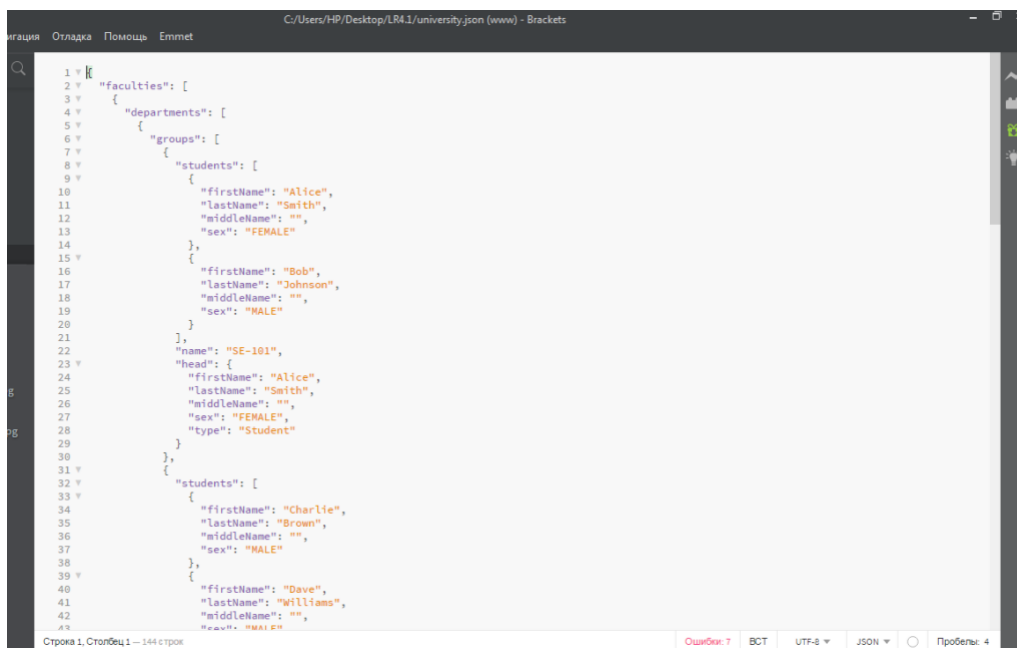 C:/Users/HP/Desktop/LR4.1/university.json (www) - Brackets
игация Отладка Помощь Emmet
1 {
2 "faculties": [
3 {
4 "departments": [
5 {
6 "groups": [
7 {
8 "students": [
9 {
10 "firstName": "Alice",
11 "lastName": "Smith",
12 "middleName": "",
13 "sex": "FEMALE"
14 },
15 {
16 "firstName": "Bob",
17 "lastName": "Johnson",
18 "middleName": "",
19 "sex": "MALE"
20 }
21 ],
22 "name": "SE-101",
23 "head": {
24 "firstName": "Alice",
25 "lastName": "Smith",
26 "middleName": "",
27 "sex": "FEMALE",
28 "type": "Student"
29 }
30 },
31 {
32 "students": [
33 {
34 "firstName": "Charlie",
35 "lastName": "Brown",
36 "middleName": "",
37 "sex": "MALE"
38 },
39 {
40 "firstName": "Dave",
41 "lastName": "Williams",
42 "middleName": "",
43 "sex": "MALE"
g
pg
Строка 1, Столбец 1 — 144 строк Ошибки: 7 ВСТ UTF-8 JSON Пробелы: 4